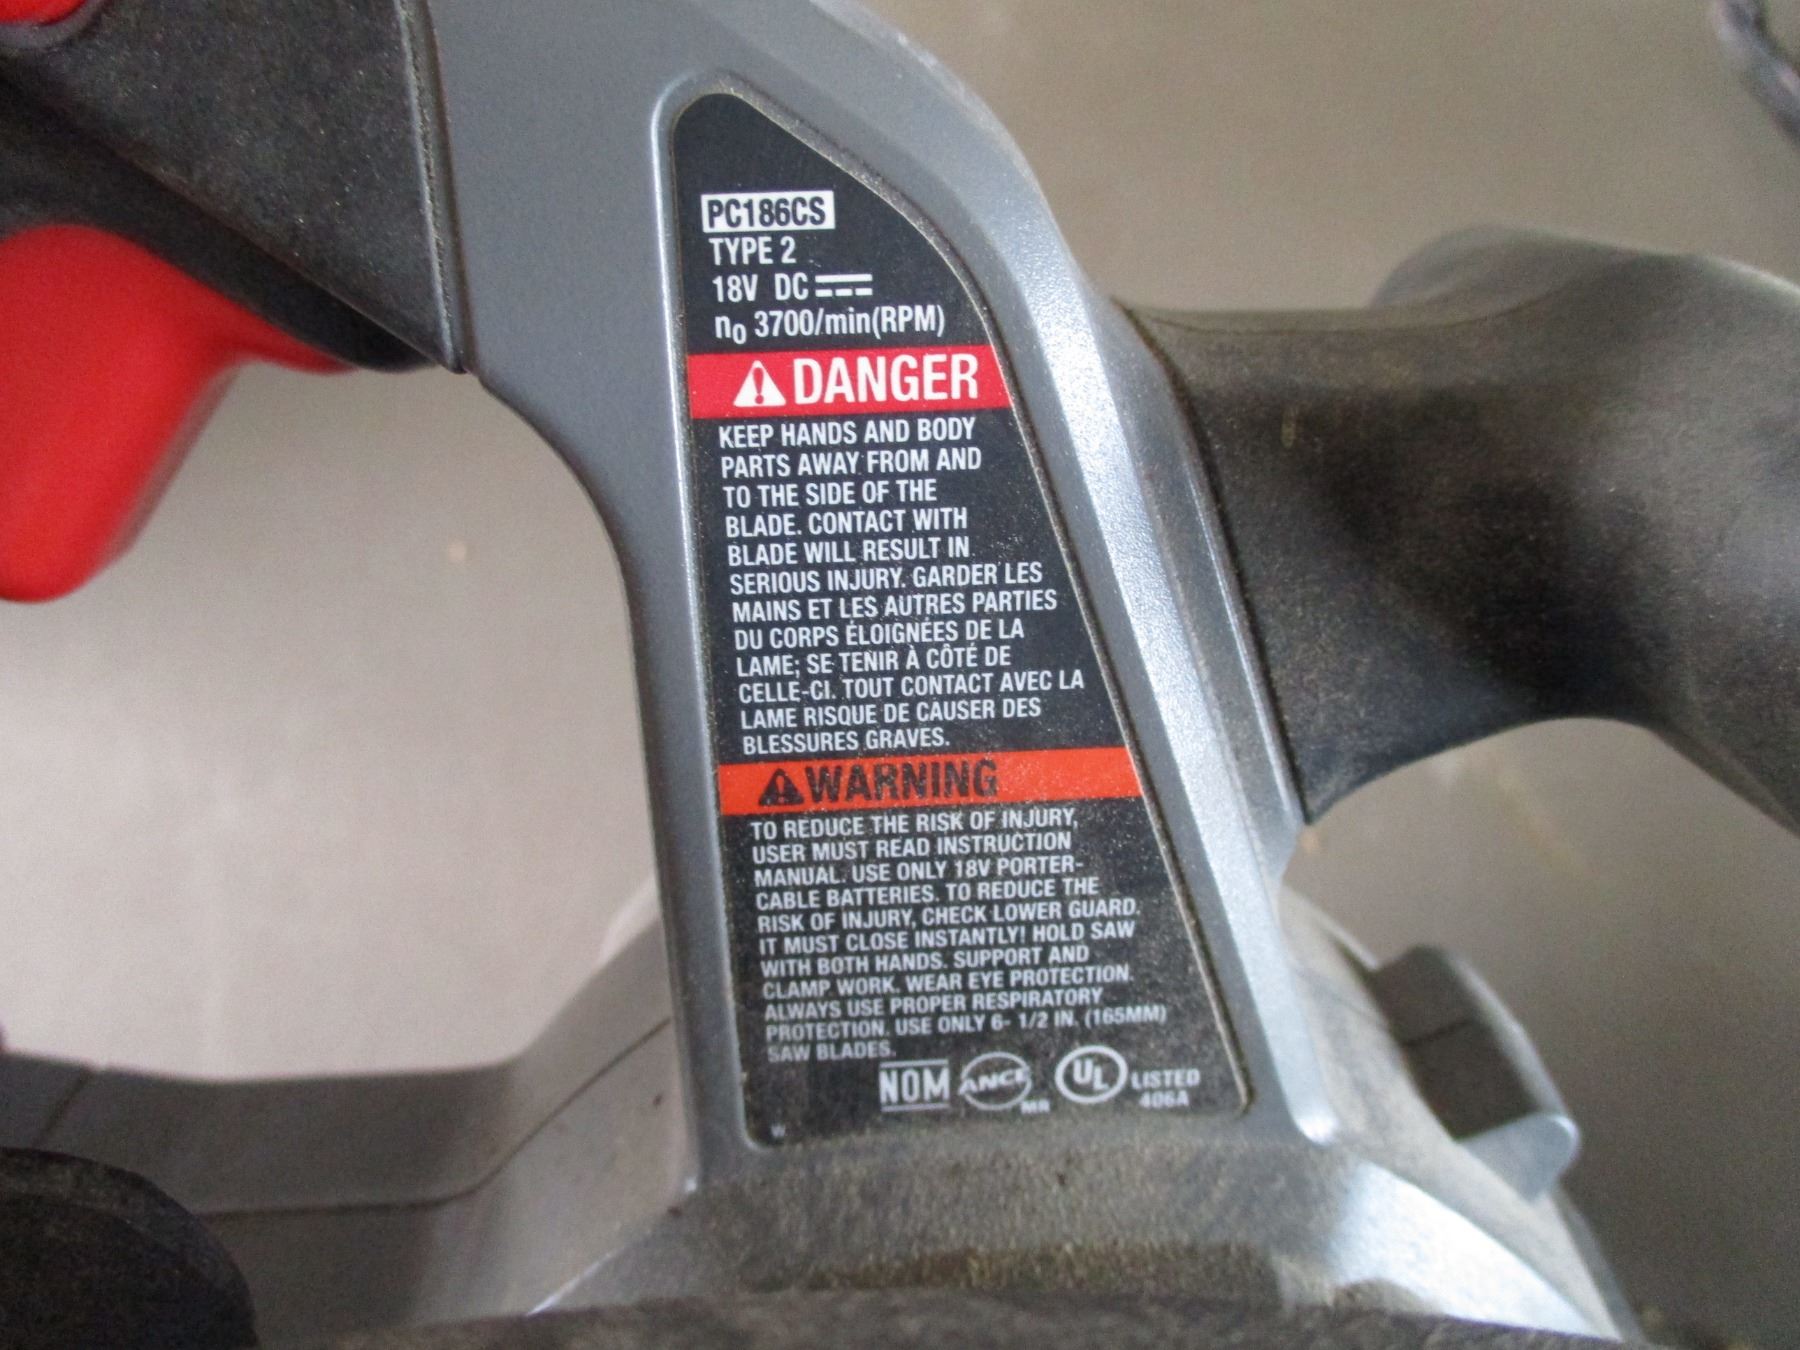 PC186CS
TYPE 2
18V DC
n0 3700/min(RPM)
DANGER
KEEP HANDS AND BODY
PARTS AWAY FROM AND
TO THE SIDE OF THE
BLADE. CONTACT WITH
BLADE WILL RESULT IN
SERIOUS INJURY. GARDER LES
MAINS ET LES AUTRES PARTIES
DU CORPS ÉLOIGNÉES DE LA
LAME; SE TENIR À CÔTÉ DE
CELLE-CI. TOUT CONTACT AVEC LA
LAME RISQUE DE CAUSER DES
BLESSURES GRAVES.
WARNING
TO REDUCE THE RISK OF INJURY,
USER MUST READ INSTRUCTION
MANUAL. USE ONLY 18V PORTER-
CABLE BATTERIES. TO REDUCE THE
RISK OF INJURY, CHECK LOWER GUARD.
IT MUST CLOSE INSTANTLY! HOLD SAW
WITH BOTH HANDS. SUPPORT AND
CLAMP WORK. WEAR EYE PROTECTION.
ALWAYS USE PROPER RESPIRATORY
PROTECTION. USE ONLY 6- 1/2 IN. (165MM)
SAW BLADES.
NOM ANCE MR UL LISTED
406A
W